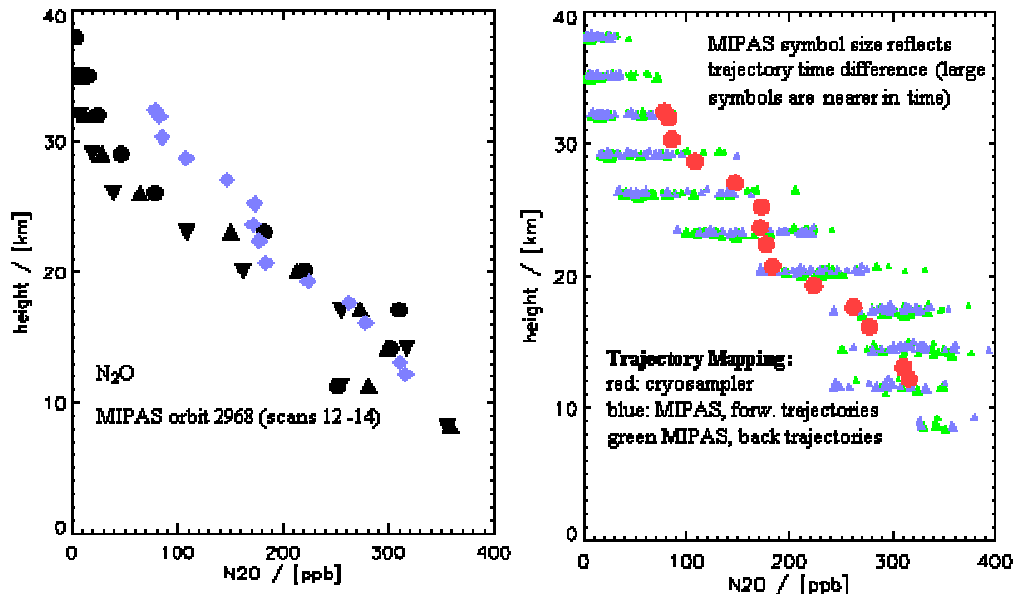 40
30
20
10
0
height / [km]
N₂O
MIPAS orbit 2968 (scans 12 -14)
0 100 200 300 400
N2O / [ppb]
40
30
20
10
0
height / [km]
MIPAS symbol size reflects
trajectory time difference (large
symbols are nearer in time)
Trajectory Mapping:
red: cryosampler
blue: MIPAS, forw. trajectories
green MIPAS, back trajectories
0 100 200 300 400
N2O / [ppb]